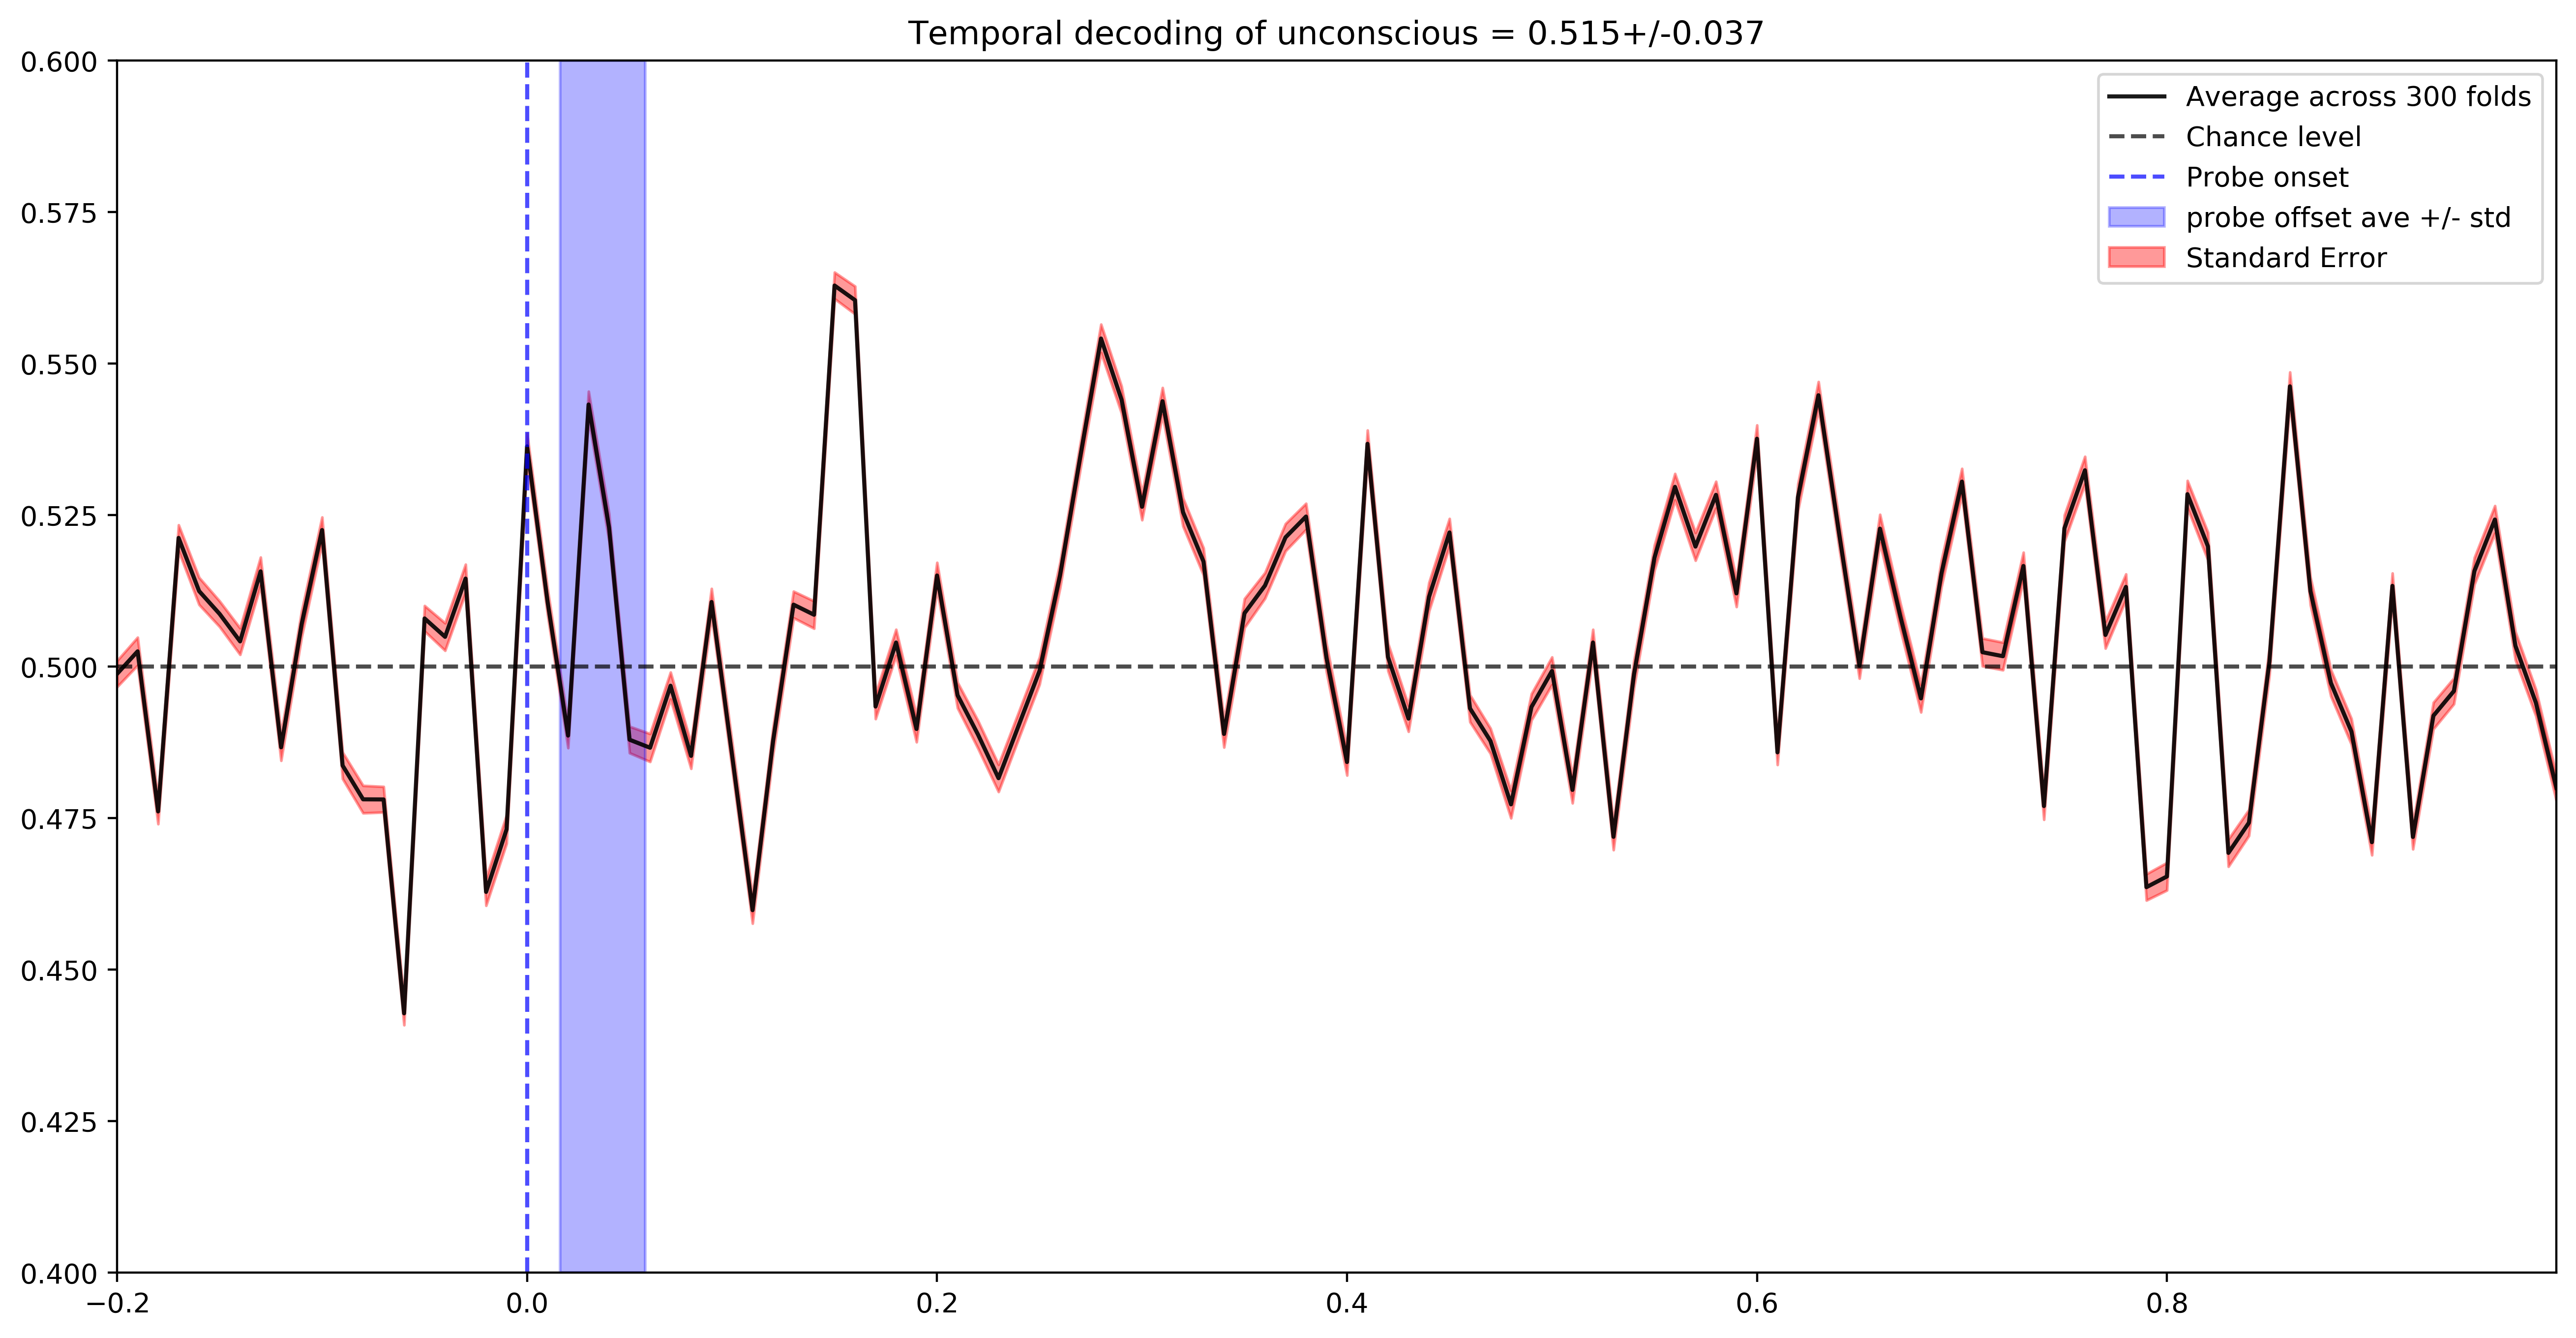 Temporal decoding of unconscious = 0.515+/-0.037
0.600
0.575
0.550
0.525
0.500
0.475
0.450
0.425
0.400
−0.2
0.0
0.2
0.4
0.6
0.8
Average across 300 folds
Chance level
Probe onset
probe offset ave +/- std
Standard Error